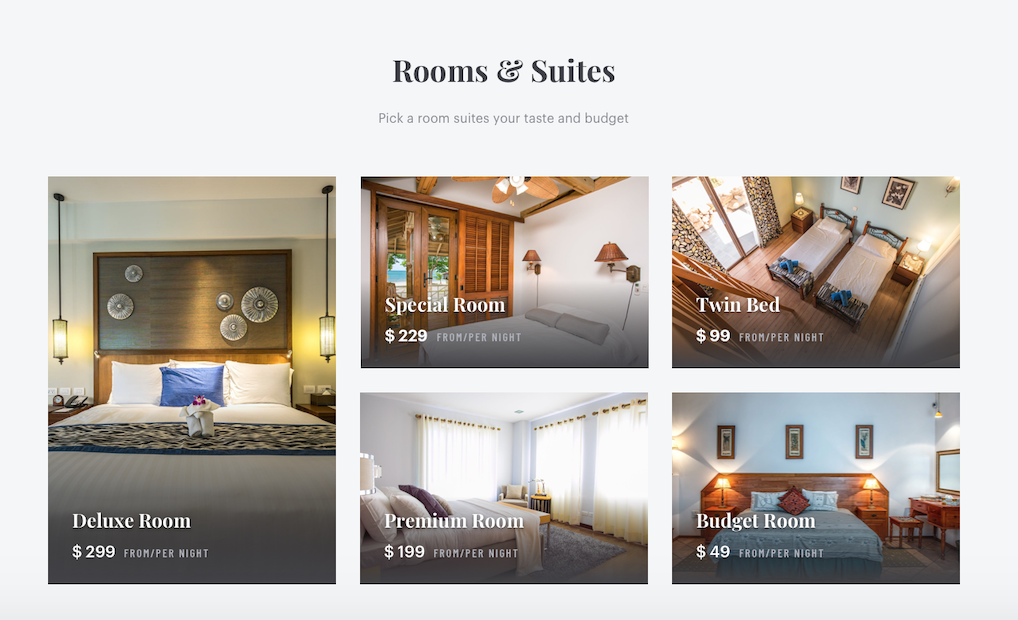 Rooms & Suites
Pick a room suites your taste and budget
Deluxe Room
$ 299 FROM/PER NIGHT
Special Room
$ 229 FROM/PER NIGHT
Twin Bed
$ 99 FROM/PER NIGHT
Premium Room
$ 199 FROM/PER NIGHT
Budget Room
$ 49 FROM/PER NIGHT